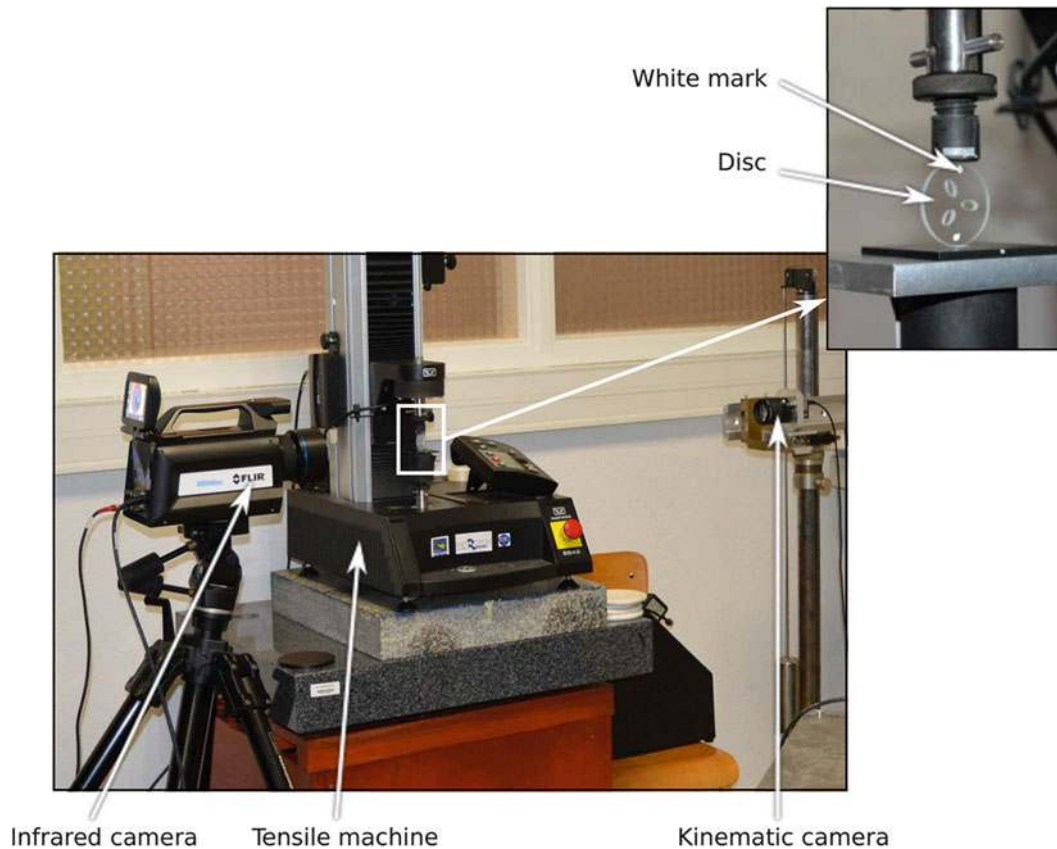 White mark
Disc
FLIR
Infrared camera
Tensile machine
Kinematic camera